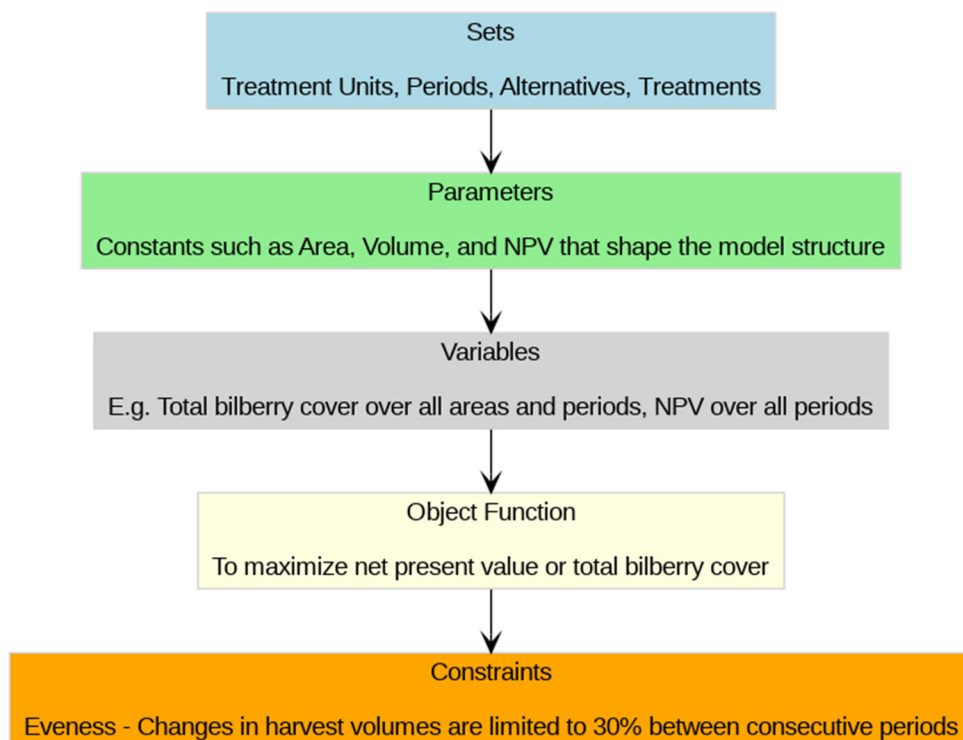 Sets
Treatment Units, Periods, Alternatives, Treatments
Parameters
Constants such as Area, Volume, and NPV that shape the model structure
Variables
E.g. Total bilberry cover over all areas and periods, NPV over all periods
Object Function
To maximize net present value or total bilberry cover
Constraints
Eveness - Changes in harvest volumes are limited to 30% between consecutive periods